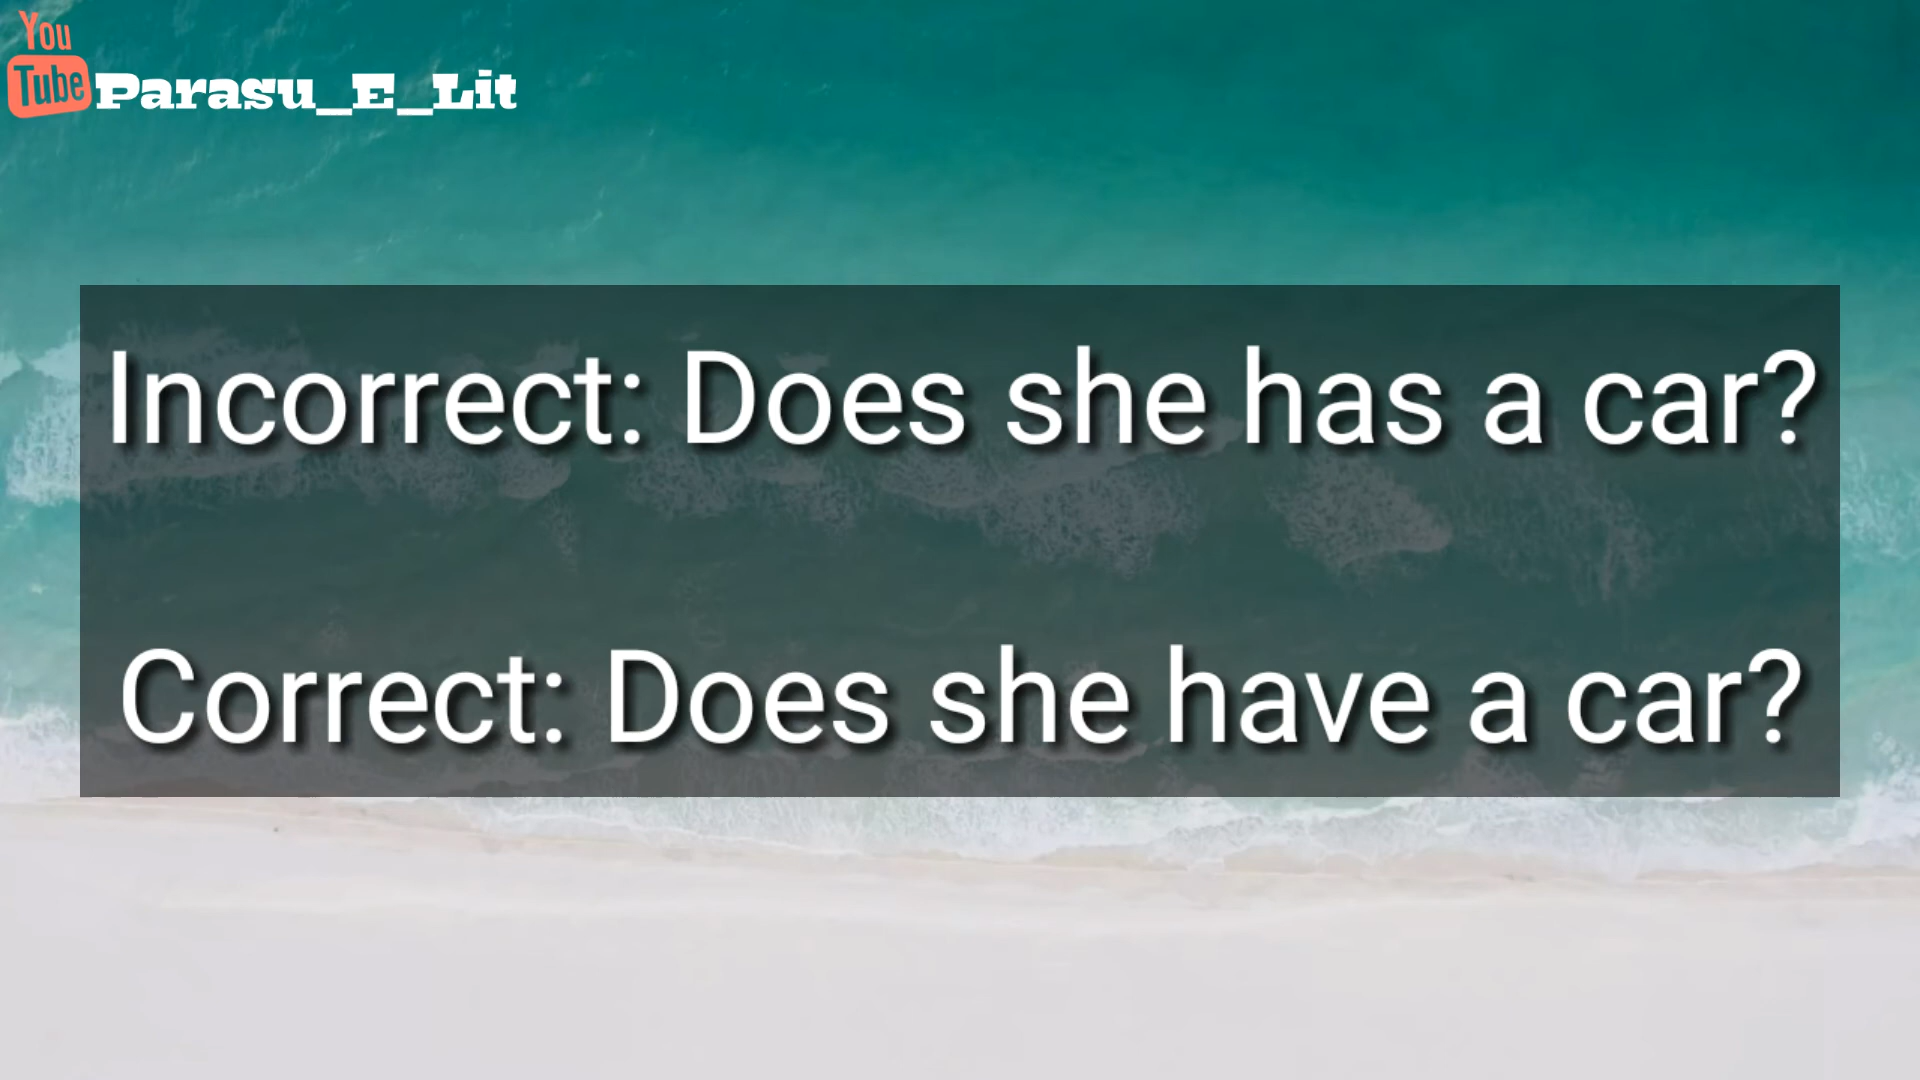 You
Tube
Parasu_E_Lit
Incorrect: Does she has a car?
Correct: Does she have a car?